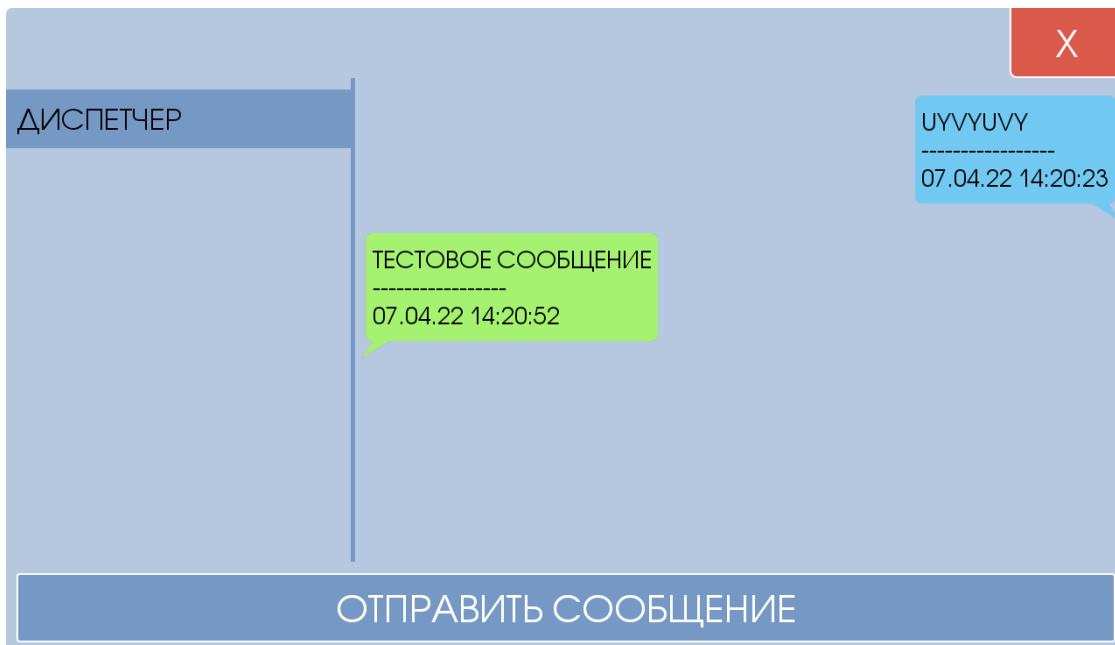 X
ДИСПЕТЧЕР
UYVYUVY
-----------------
07.04.22 14:20:23
ТЕСТОВОЕ СООБЩЕНИЕ
-----------------
07.04.22 14:20:52
ОТПРАВИТЬ СООБЩЕНИЕ